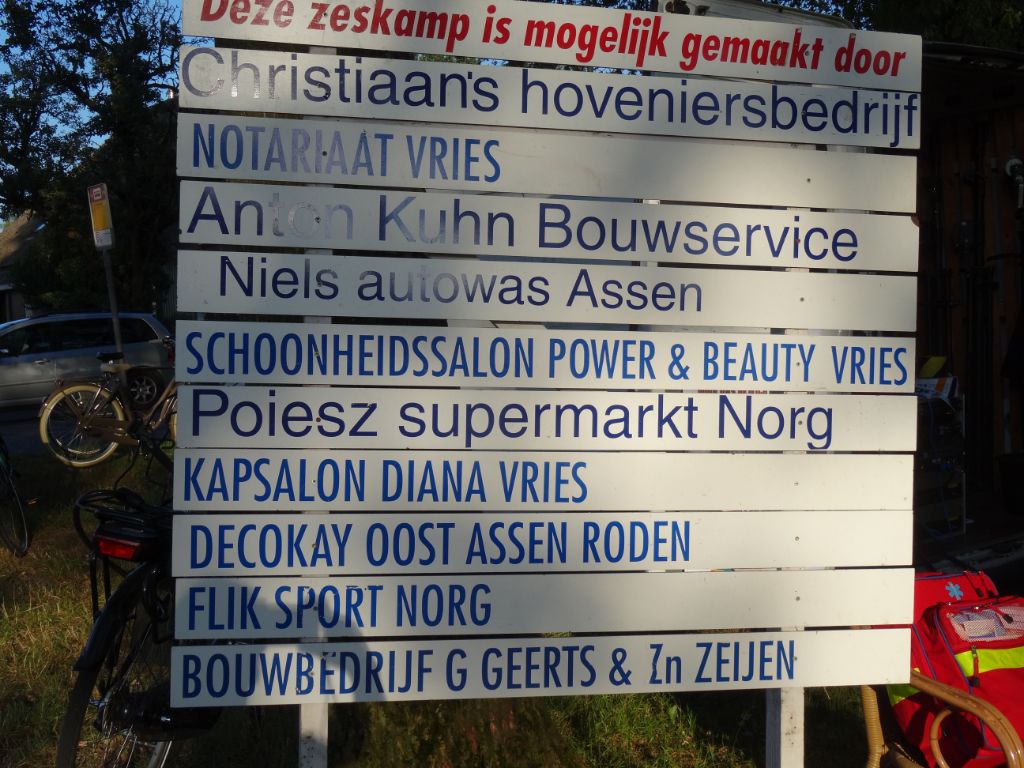 Deze zeskamp is mogelijk gemaakt door
Christiaan's hoveniersbedrijf
NOTARIAAT VRIES
Anton Kuhn Bouwservice
Niels autowas Assen
SCHOONHEIDSSALON POWER & BEAUTY VRIES
Poiesz supermarkt Norg
KAPSALON DIANA VRIES
DECOKAY OOST ASSEN RODEN
FLIK SPORT NORG
BOUWBEDRIJF G GEERTS & Zn ZEIJEN